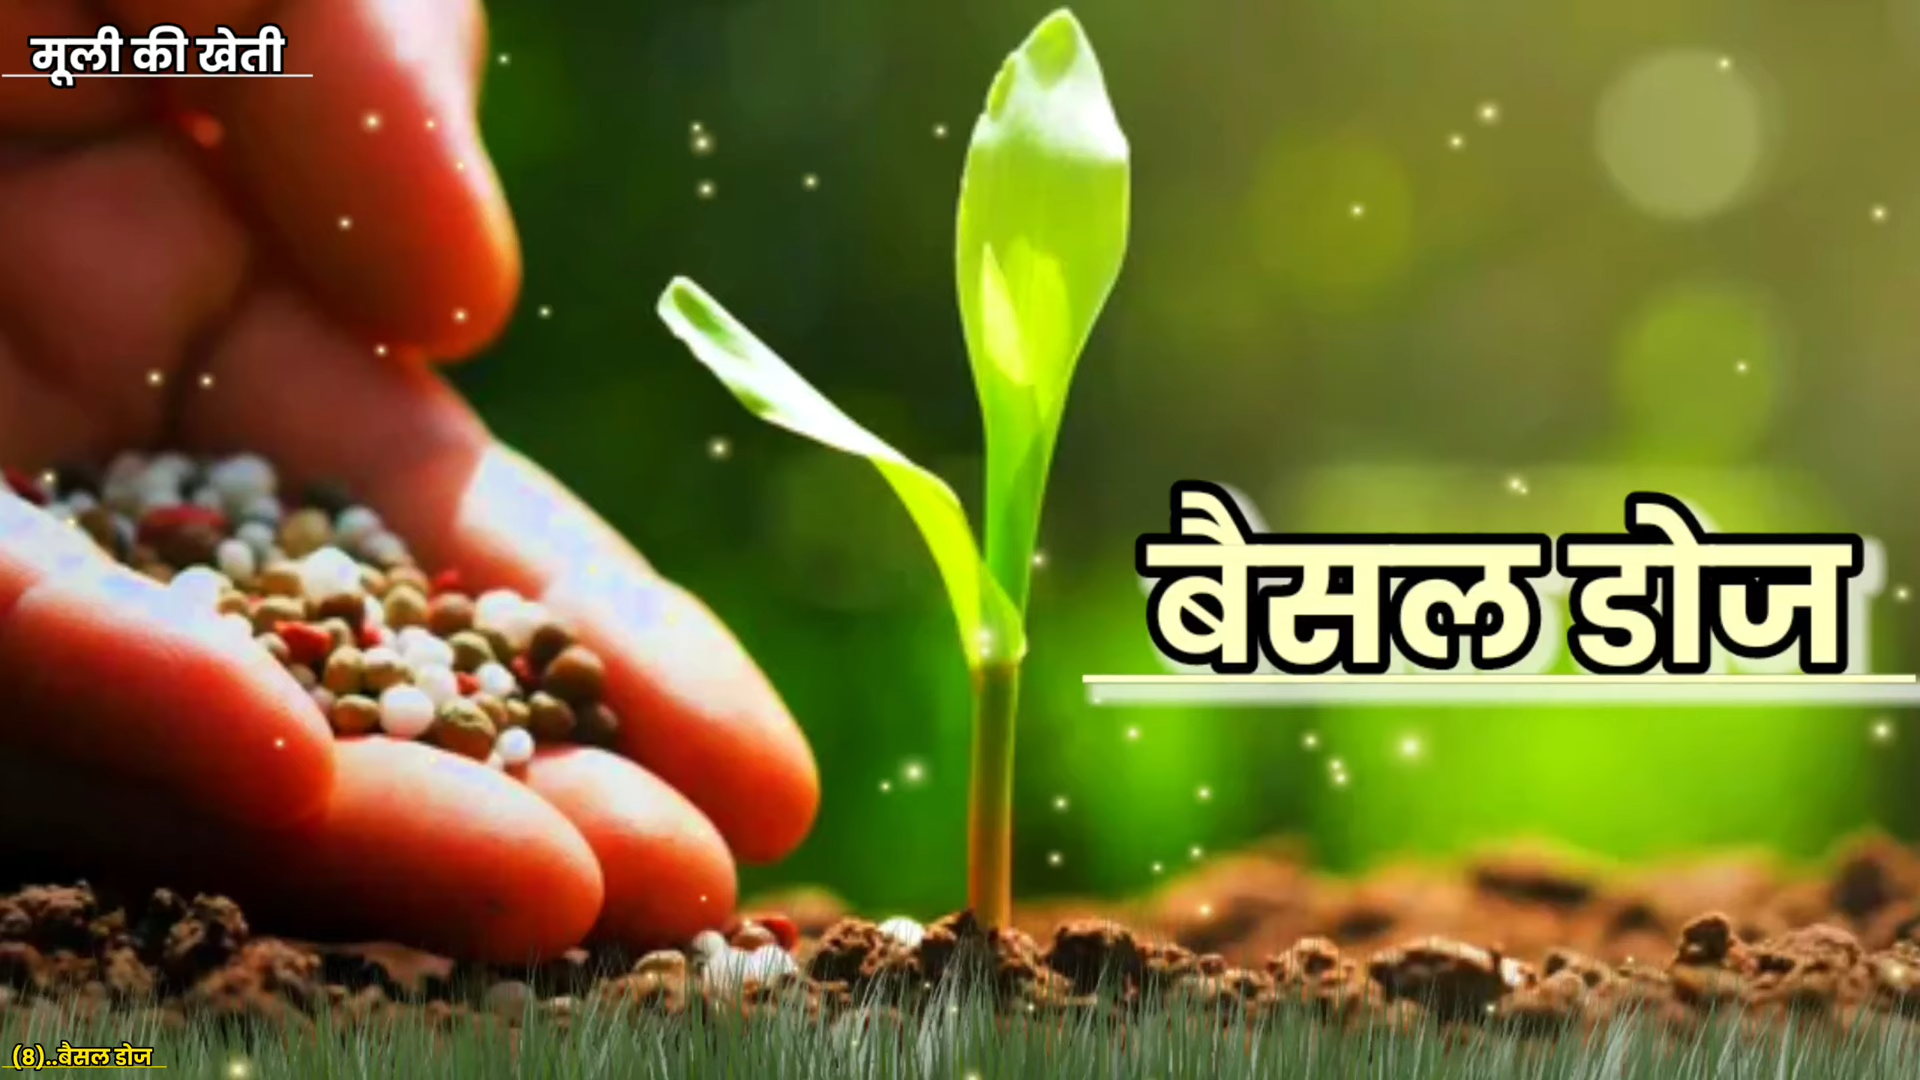 मूली की खेती
बैसल डोज
(8)..बैसल डोज